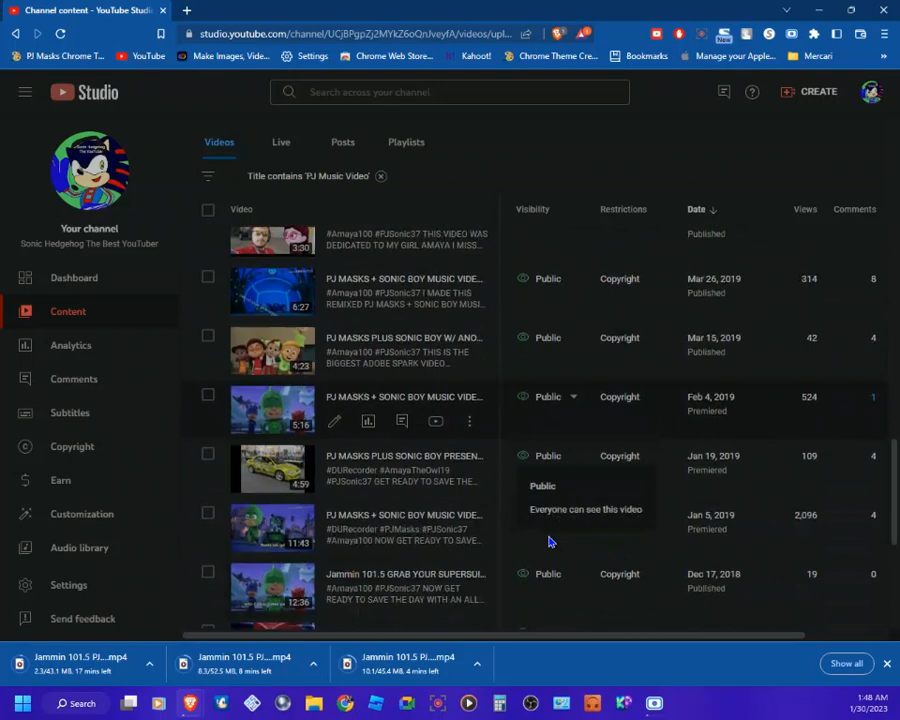 Channel content - YouTube Studi
studio.youtube.com/channel/UCjBPgpZj2MYkZ6oQnJveyfA/videos/upl...
New
PJ Masks Chrome T... YouTube Make Images, Vide... Settings Chrome Web Store... Kahoot! Chrome Theme Cre... Bookmarks Manage your Apple... Mercari »
Studio
Search across your channel
CREATE
Your channel
Sonic Hedgehog The Best YouTuber
Dashboard
Content
Analytics
Comments
Subtitles
Copyright
Earn
Customization
Audio library
Settings
Send feedback
Videos Live Posts Playlists
Title contains 'PJ Music Video'
Video Visibility Restrictions Date Views Comments
#Amaya100 #PJSonic37 THIS VIDEO WAS
DEDICATED TO MY GIRL AMAYA I MISS...
3:30
Published
PJ MASKS + SONIC BOY MUSIC VIDE... Public Copyright Mar 26, 2019 314 8
#Amaya100 #PJSonic37 I MADE THIS
REMIXED PJ MASKS + SONIC BOY MUSI...
6:27
Published
PJ MASKS PLUS SONIC BOY W/ ANO... Public Copyright Mar 15, 2019 42 4
#Amaya100 #PJSonic37 THIS IS THE
BIGGEST ADOBE SPARK VIDEO...
4:23
Published
PJ MASKS + SONIC BOY MUSIC VIDE... Public Copyright Feb 4, 2019 524 1
5:16
Premiered
PJ MASKS PLUS SONIC BOY PRESEN... Public Copyright Jan 19, 2019 109 4
#DURecorder #AmayaTheOwl19
#PJSonic37 GET READY TO SAVE THE...
4:59
Premiered
Public
Everyone can see this video
PJ MASKS + SONIC BOY MUSIC VIDE... Copyright Jan 5, 2019 2,096 4
#DURecorder #PJMasks #PJSonic37
NOW GET READY TO SAVE THE...
11:43
Premiered
Jammin 101.5 GRAB YOUR SUPERSUI... Public Copyright Dec 17, 2018 19 0
#Amaya100 #PJSonic37 NOW GET
READY TO SAVE THE DAY WITH AN ALL...
12:36
Published
Jammin 101.5 PJ....mp4
2.3/43.1 MB, 17 mins left
Jammin 101.5 PJ....mp4
8.3/52.5 MB, 8 mins left
Jammin 101.5 PJ....mp4
10.1/45.4 MB, 4 mins left
Show all
Search
1:48 AM
1/30/2023